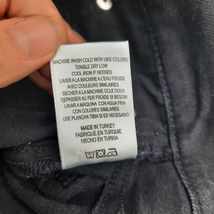 MACHINE WASH COLD WITH LIKE COLORS
TUMBLE DRY LOW
COOL IRON IF NEEDED
LAVER A LA MACHINE A L'EAU FROIDE
AVEC COULEURS SIMILAIRES
SECHER A LA MACHINE CYCLE DOUX
REPASSER AU FER FROID SI NECESSAIRE
LAVAR A MAQUINA CON AGUA FRIA
CON COLORES SIMILARES
USE PLANCHA TIBIA SI ES NECESARIO
MADE IN TURKEY
FABRIQUE EN TURQUIE
HECHO EN TURQUIA